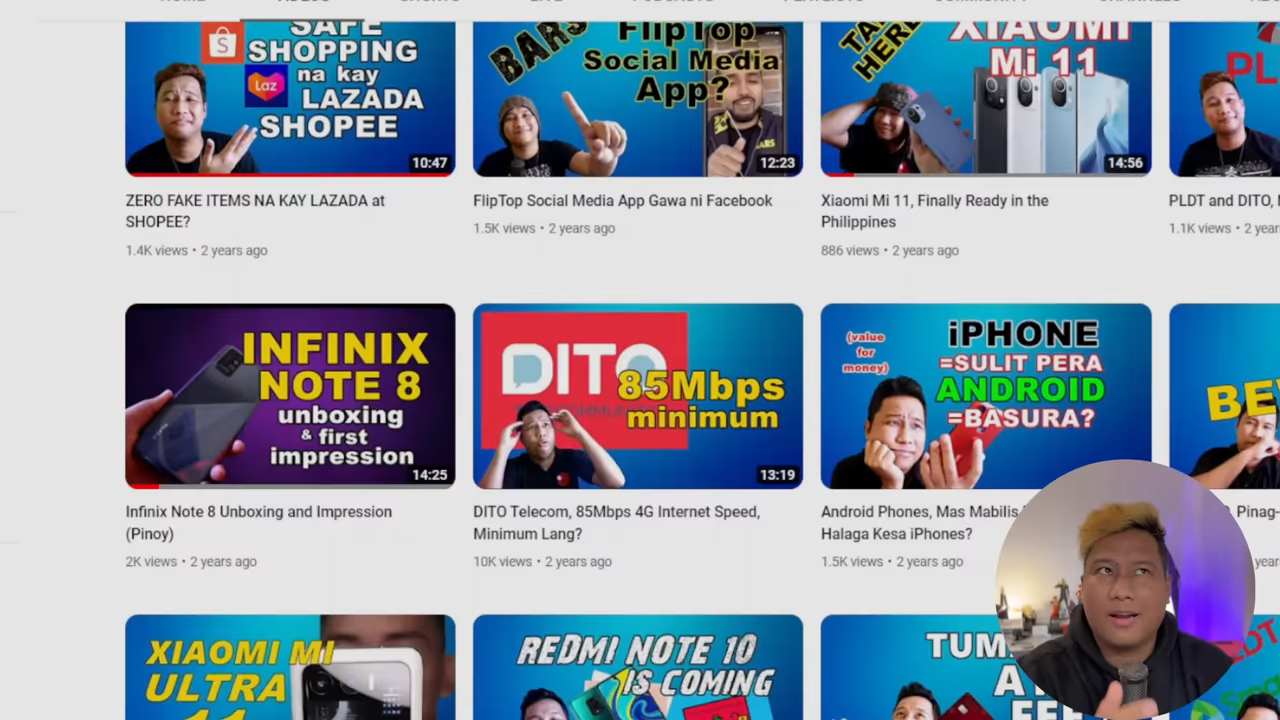 SAFE
SHOPPING
na kay
LAZADA
SHOPEE
laz
10:47
BARS
FlipTop
Social Media
App?
12:23
HERE
XIAOMI
Mi 11
14:56
ZERO FAKE ITEMS NA KAY LAZADA at
SHOPEE?
1.4K views • 2 years ago
FlipTop Social Media App Gawa ni Facebook
1.5K views • 2 years ago
Xiaomi Mi 11, Finally Ready in the
Philippines
886 views • 2 years ago
PLDT and DITO,
1.1K views • 2 year
INFINIX
NOTE 8
unboxing
& first
impression
14:25
DITO
85Mbps
minimum
13:19
(value
for
money)
iPHONE
=SULIT PERA
ANDROID
=BASURA?
Infinix Note 8 Unboxing and Impression
(Pinoy)
2K views • 2 years ago
DITO Telecom, 85Mbps 4G Internet Speed,
Minimum Lang?
10K views • 2 years ago
Android Phones, Mas Mabilis
Halaga Kesa iPhones?
1.5K views • 2 years ago
XIAOMI MI
ULTRA
11
REDMI NOTE 10
IS COMING